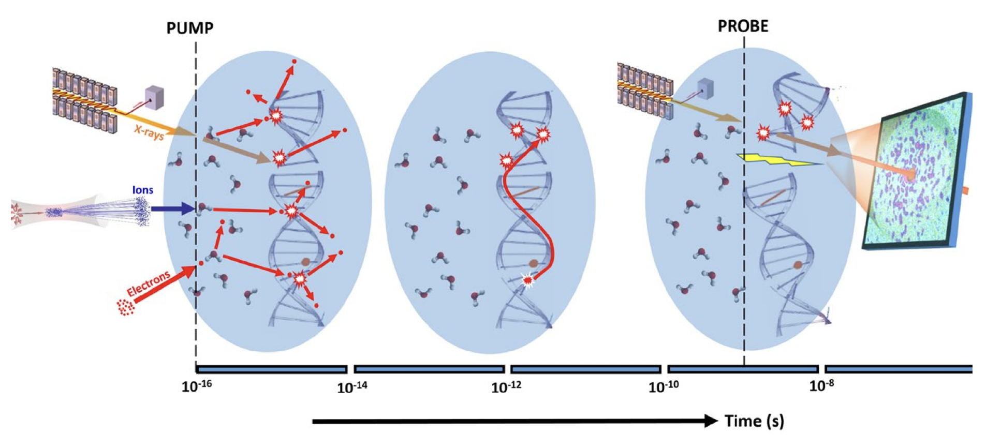 PUMP
PROBE
X-rays
Ions
Electrons
10-16
10-14
10-12
10-10
10-8
Time (s)